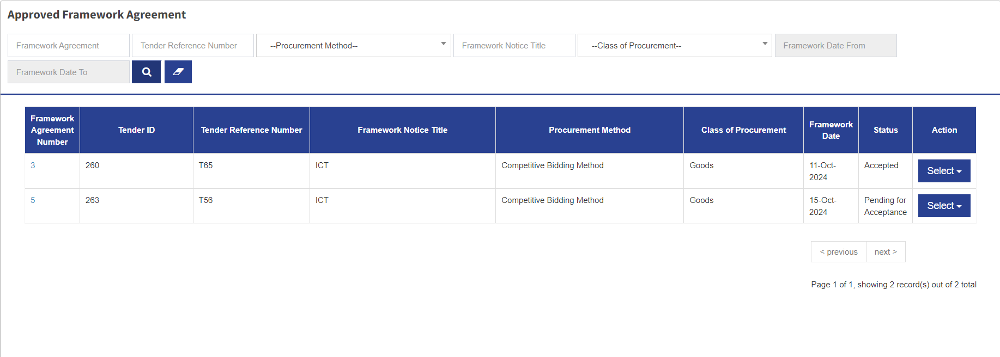 Approved Framework Agreement
Framework Agreement Tender Reference Number --Procurement Method-- Framework Notice Title --Class of Procurement-- Framework Date From
Framework Date To
Framework Agreement Number Tender ID Tender Reference Number Framework Notice Title Procurement Method Class of Procurement Framework Date Status Action
3 260 T65 ICT Competitive Bidding Method Goods 11-Oct-2024 Accepted Select
5 263 T56 ICT Competitive Bidding Method Goods 15-Oct-2024 Pending for Acceptance Select
< previous next >
Page 1 of 1, showing 2 record(s) out of 2 total